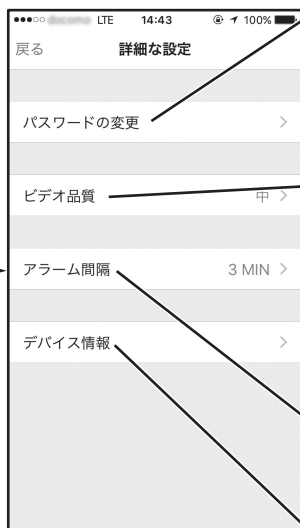 LTE 14:43 100%
戻る 詳細な設定
パスワードの変更
ビデオ品質 中
アラーム間隔 3 MIN
デバイス情報